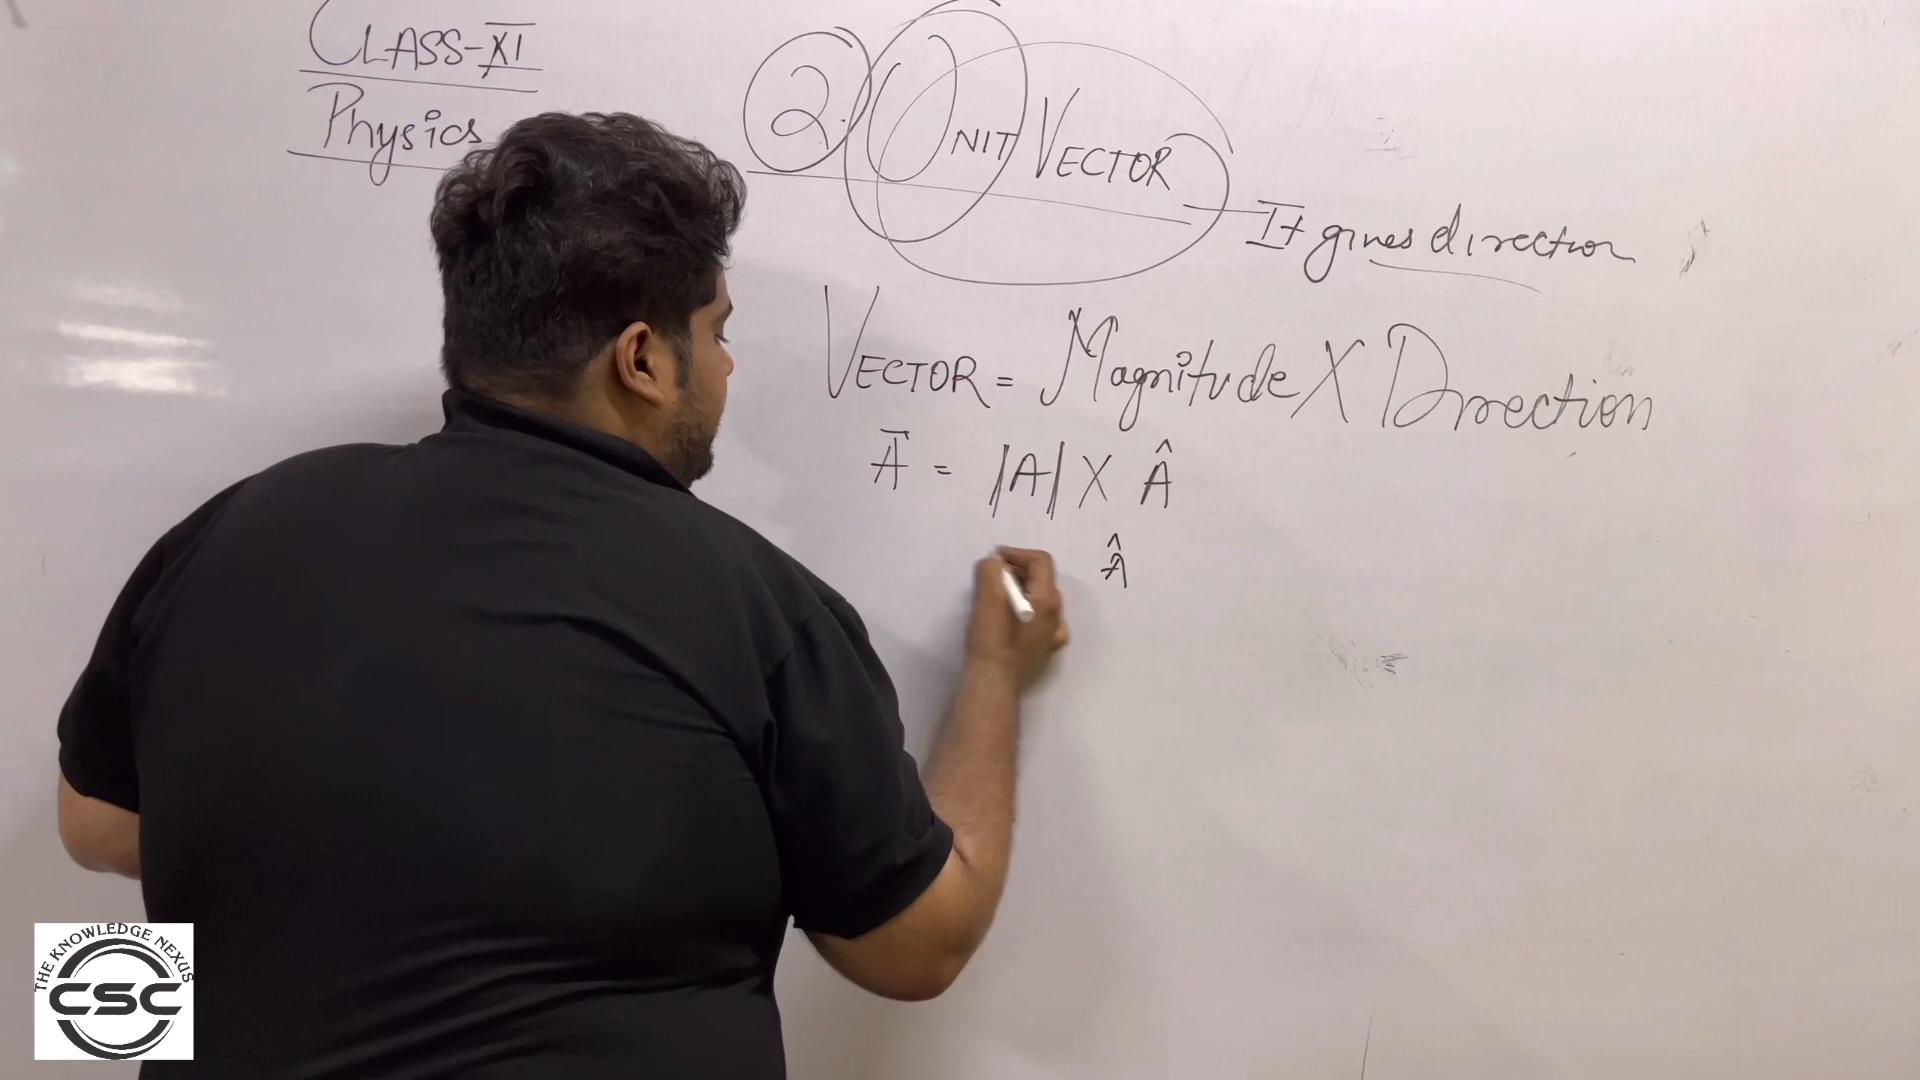 CLASS-XI
Physics
2. UNIT VECTOR
It gives direction
VECTOR = Magnitude X Direction
A̅ = |A| X Â
Â
THE KNOWLEDGE NEXUS
CSC